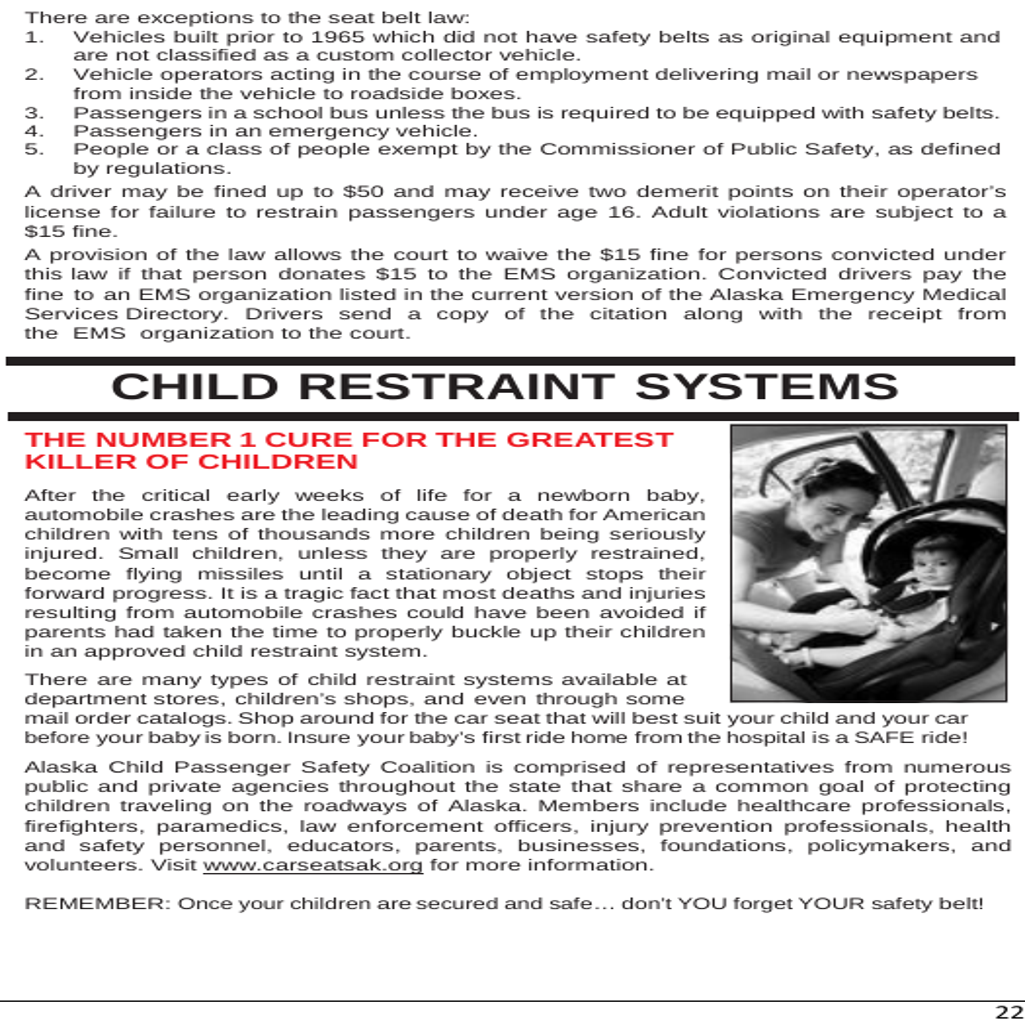 There are exceptions to the seat belt law:
1. Vehicles built prior to 1965 which did not have safety belts as original equipment and
are not classified as a custom collector vehicle.
2. Vehicle operators acting in the course of employment delivering mail or newspapers
from inside the vehicle to roadside boxes.
3. Passengers in a school bus unless the bus is required to be equipped with safety belts.
4. Passengers in an emergency vehicle.
5. People or a class of people exempt by the Commissioner of Public Safety, as defined
by regulations.
A driver may be fined up to $50 and may receive two demerit points on their operator's
license for failure to restrain passengers under age 16. Adult violations are subject to a
$15 fine.
A provision of the law allows the court to waive the $15 fine for persons convicted under
this law if that person donates $15 to the EMS organization. Convicted drivers pay the
fine to an EMS organization listed in the current version of the Alaska Emergency Medical
Services Directory. Drivers send a copy of the citation along with the receipt from
the EMS organization to the court.
CHILD RESTRAINT SYSTEMS
THE NUMBER 1 CURE FOR THE GREATEST
KILLER OF CHILDREN
After the critical early weeks of life for a newborn baby,
automobile crashes are the leading cause of death for American
children with tens of thousands more children being seriously
injured. Small children, unless they are properly restrained,
become flying missiles until a stationary object stops their
forward progress. It is a tragic fact that most deaths and injuries
resulting from automobile crashes could have been avoided if
parents had taken the time to properly buckle up their children
in an approved child restraint system.
There are many types of child restraint systems available at
department stores, children's shops, and even through some
mail order catalogs. Shop around for the car seat that will best suit your child and your car
before your baby is born. Insure your baby's first ride home from the hospital is a SAFE ride!
Alaska Child Passenger Safety Coalition is comprised of representatives from numerous
public and private agencies throughout the state that share a common goal of protecting
children traveling on the roadways of Alaska. Members include healthcare professionals,
firefighters, paramedics, law enforcement officers, injury prevention professionals, health
and safety personnel, educators, parents, businesses, foundations, policymakers, and
volunteers. Visit www.carseatsak.org for more information.
REMEMBER: Once your children are secured and safe… don't YOU forget YOUR safety belt!
22